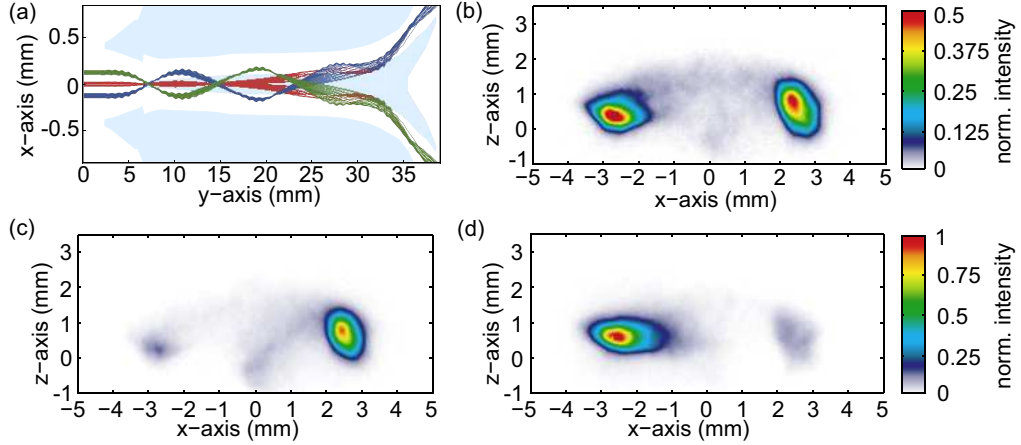 (a)
x−axis (mm)
0.5
0
-0.5
0 5 10 15 20 25 30 35
y−axis (mm)
(b)
z−axis (mm)
3
2
1
0
−1
−5 −4 −3 −2 −1 0 1 2 3 4 5
x−axis (mm)
0.5
0.375
0.25
0.125
0
norm. intensity
(c)
z−axis (mm)
3
2
1
0
−1
−5 −4 −3 −2 −1 0 1 2 3 4 5
x−axis (mm)
(d)
z−axis (mm)
3
2
1
0
−1
−5 −4 −3 −2 −1 0 1 2 3 4 5
x−axis (mm)
1
0.75
0.5
0.25
0
norm. intensity